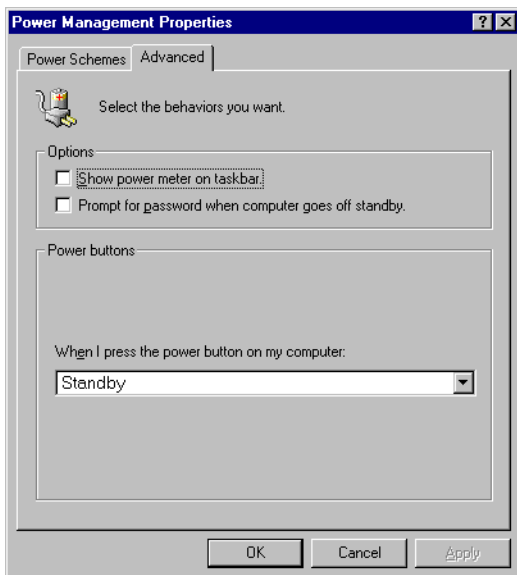 Power Management Properties
Power Schemes
Advanced
Select the behaviors you want.
Options
Show power meter on taskbar.
Prompt for password when computer goes off standby.
Power buttons
When I press the power button on my computer:
Standby
OK
Cancel
Apply